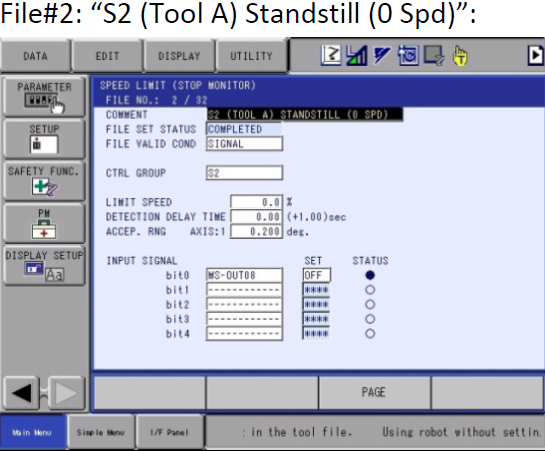 File#2: “S2 (Tool A) Standstill (0 Spd)”:
DATA EDIT DISPLAY UTILITY
PARAMETER
SETUP
SAFETY FUNC.
PM
DISPLAY SETUP
Aa
SPEED LIMIT (STOP MONITOR)
FILE NO.: 2 / 32
COMMENT S2 (TOOL A) STANDSTILL (0 SPD)
FILE SET STATUS COMPLETED
FILE VALID COND SIGNAL
CTRL GROUP S2
LIMIT SPEED 0.0 %
DETECTION DELAY TIME 0.00 (+1.00)sec
ACCEP. RNG AXIS:1 0.200 deg.
INPUT SIGNAL SET STATUS
bit0 MS-OUT08 OFF
bit1 ----------- ****
bit2 ----------- ****
bit3 ----------- ****
bit4 ----------- ****
PAGE
Main Menu Simple Menu I/F Panel : in the tool file. Using robot without settin